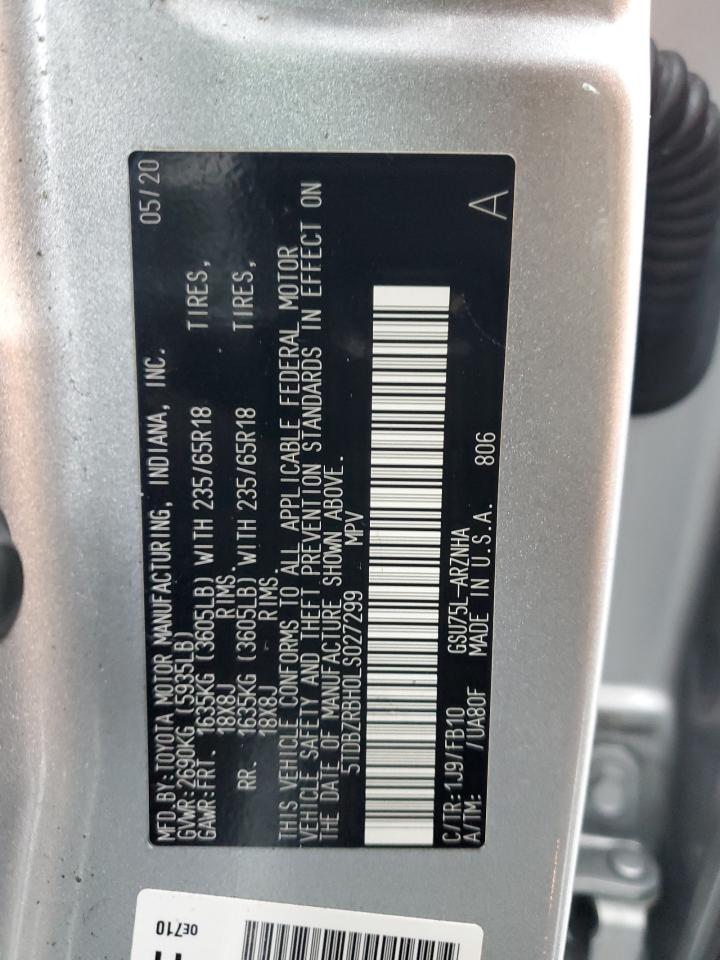 MFD BY:TOYOTA MOTOR MANUFACTURING, INDIANA, INC. 05/20
GVWR:2690KG (5935LB)
GAWR:FRT. 1635KG (3605LB) WITH 235/65R18 TIRES,
18X8J RIMS.
RR. 1635KG (3605LB) WITH 235/65R18 TIRES,
18X8J RIMS.
THIS VEHICLE CONFORMS TO ALL APPLICABLE FEDERAL MOTOR
VEHICLE SAFETY AND THEFT PREVENTION STANDARDS IN EFFECT ON
THE DATE OF MANUFACTURE SHOWN ABOVE.
5TDBZRBH0LS027299 MPV
C/TR:1J9/FB10 GSU75L-ARZNHA A
A/TM: /UA80F MADE IN U.S.A. 806
0E710